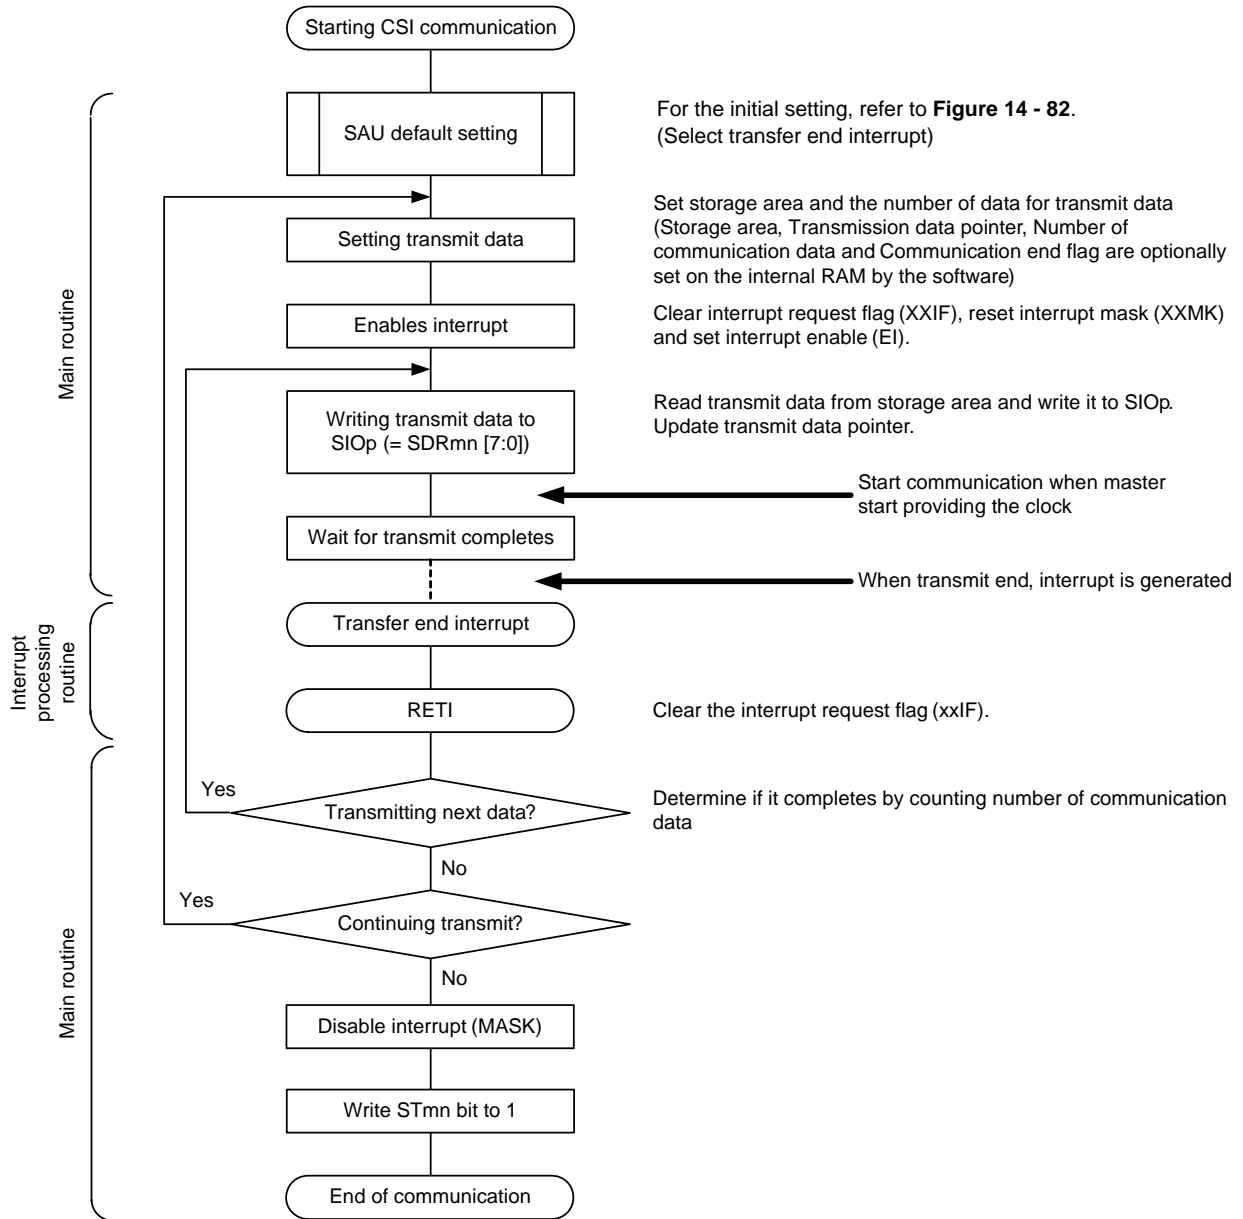 Starting CSI communication
SAU default setting
For the initial setting, refer to Figure 14 - 82.
(Select transfer end interrupt)
Setting transmit data
Set storage area and the number of data for transmit data
(Storage area, Transmission data pointer, Number of
communication data and Communication end flag are optionally
set on the internal RAM by the software)
Enables interrupt
Clear interrupt request flag (XXIF), reset interrupt mask (XXMK)
and set interrupt enable (EI).
Main routine
Writing transmit data to
SIOp (= SDRmn [7:0])
Read transmit data from storage area and write it to SIOp.
Update transmit data pointer.
Start communication when master
start providing the clock
Wait for transmit completes
When transmit end, interrupt is generated
Transfer end interrupt
Interrupt
processing
routine
RETI
Clear the interrupt request flag (xxIF).
Yes
Transmitting next data?
Determine if it completes by counting number of communication
data
No
Yes
Continuing transmit?
No
Main routine
Disable interrupt (MASK)
Write STmn bit to 1
End of communication